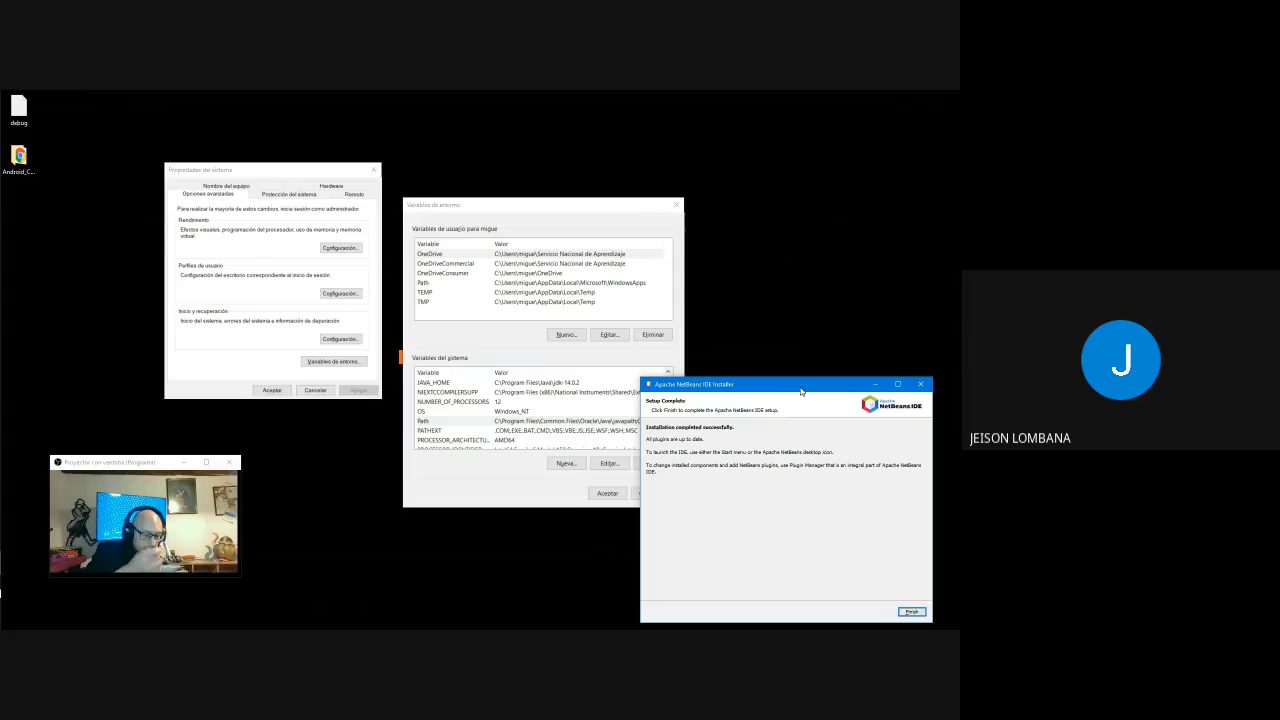 debug
Android_C...
Propiedades del sistema
Nombre del equipo
Hardware
Opciones avanzadas
Protección del sistema
Remoto
Para realizar la mayoría de estos cambios, inicie sesión como administrador.
Rendimiento
Efectos visuales, programación del procesador, uso de memoria y memoria
virtual
Configuración...
Perfiles de usuario
Configuración del escritorio correspondiente al inicio de sesión
Configuración...
Inicio y recuperación
Inicio del sistema, errores del sistema e información de depuración
Configuración...
Variables de entorno...
Aceptar
Cancelar
Aplicar
Variables de entorno
Variables de usuario para migue
Variable Valor
OneDrive C:\Users\migue\Servicio Nacional de Aprendizaje
OneDriveCommercial C:\Users\migue\Servicio Nacional de Aprendizaje
OneDriveConsumer C:\Users\migue\OneDrive
Path C:\Users\migue\AppData\Local\Microsoft\WindowsApps
TEMP C:\Users\migue\AppData\Local\Temp
TMP C:\Users\migue\AppData\Local\Temp
Nuevo... Editar... Eliminar
Variables del sistema
Variable Valor
JAVA_HOME C:\Program Files\Java\jdk-14.0.2
NIEXTCCOMPILERSUPP C:\Program Files (x86)\National Instruments\Shared\Ex
NUMBER_OF_PROCESSORS 12
OS Windows_NT
Path C:\Program Files\Common Files\Oracle\Java\javapath;C
PATHEXT .COM;.EXE;.BAT;.CMD;.VBS;.VBE;.JS;.JSE;.WSF;.WSH;.MSC
PROCESSOR_ARCHITECTU... AMD64
Nueva... Editar...
Aceptar
Apache NetBeans IDE Installer
Setup Complete
Click Finish to complete the Apache NetBeans IDE setup.
Apache
NetBeans IDE
Installation completed successfully.
All plugins are up to date.
To launch the IDE, use either the Start menu or the Apache NetBeans desktop icon.
To change installed components and add NetBeans plugins, use Plugin Manager that is an integral part of Apache NetBeans
IDE.
Finish
Proyector con ventana (Programa)
J
JEISON LOMBANA